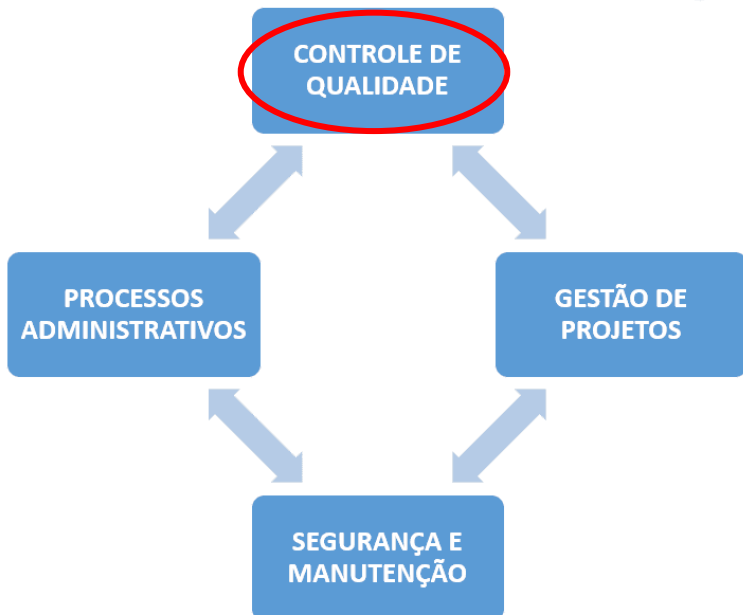 CONTROLE DE
QUALIDADE
PROCESSOS
ADMINISTRATIVOS
GESTÃO DE
PROJETOS
SEGURANÇA E
MANUTENÇÃO